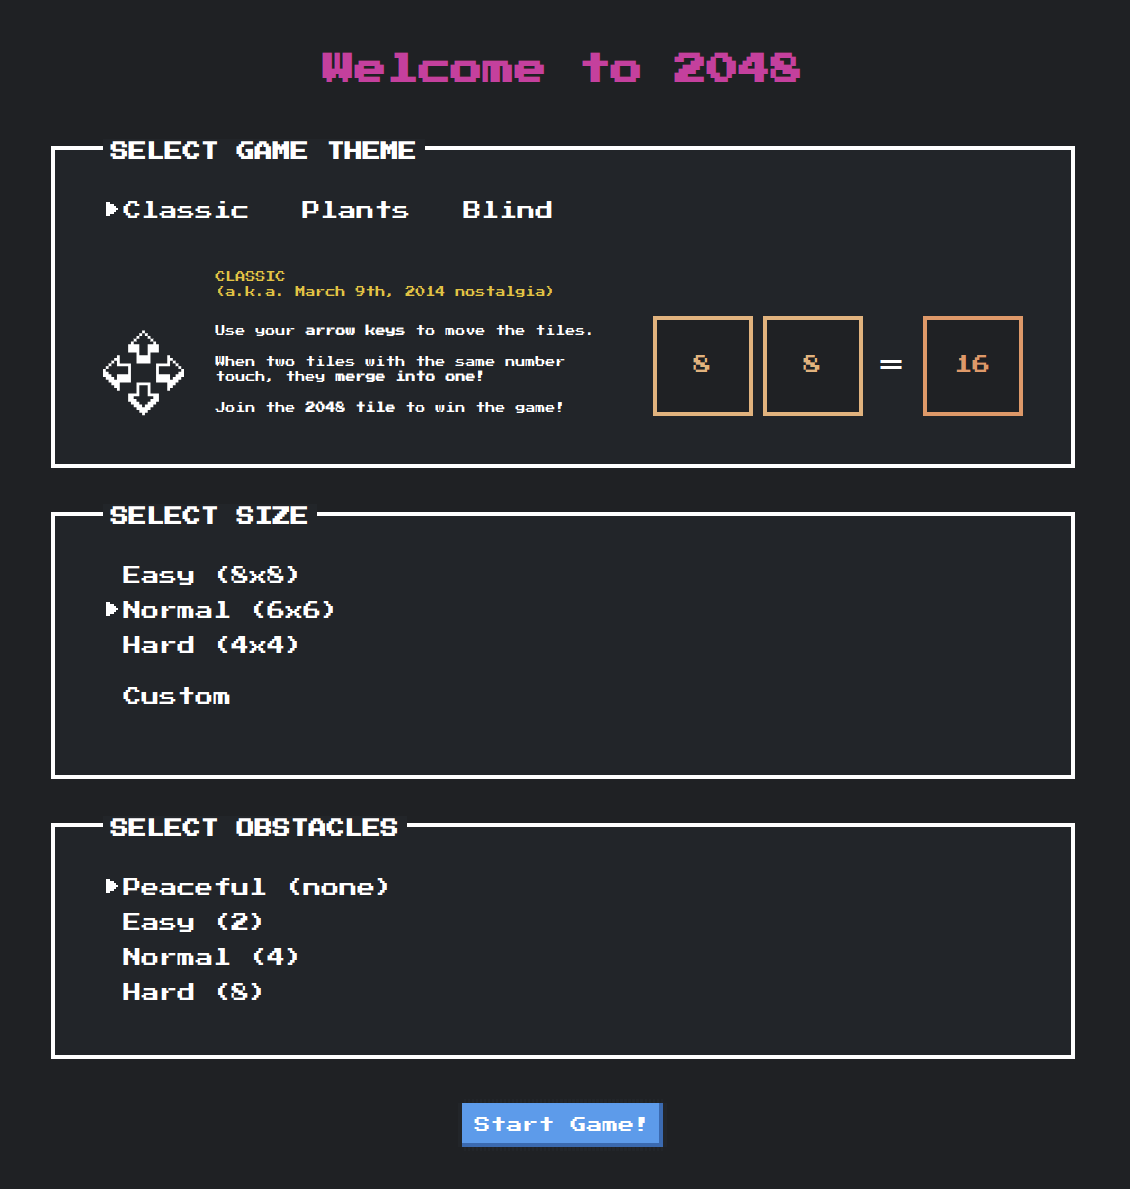 Welcome to 2048
SELECT GAME THEME
Classic Plants Blind
CLASSIC
(a.k.a. March 9th, 2014 nostalgia)
Use your arrow keys to move the tiles.
When two tiles with the same number
touch, they merge into one!
Join the 2048 tile to win the game!
8 8 = 16
SELECT SIZE
Easy (8x8)
Normal (6x6)
Hard (4x4)
Custom
SELECT OBSTACLES
Peaceful (none)
Easy (2)
Normal (4)
Hard (8)
Start Game!